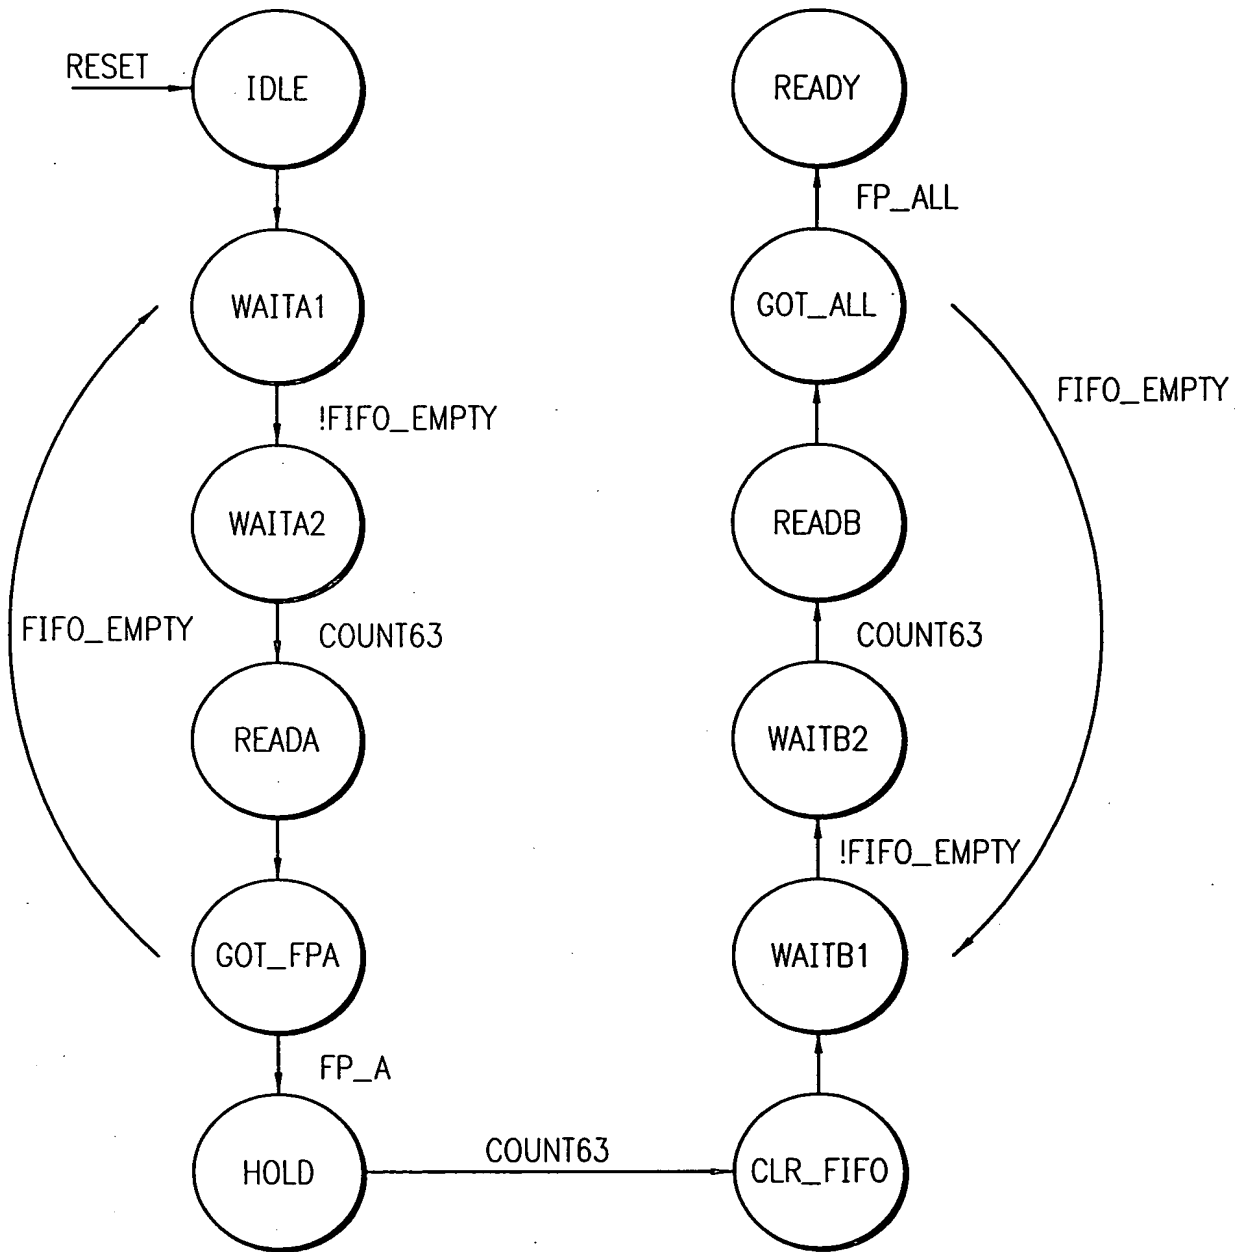 RESET
IDLE
WAITA1
!FIFO_EMPTY
WAITA2
FIFO_EMPTY
COUNT63
READA
GOT_FPA
FP_A
HOLD
COUNT63
READY
FP_ALL
GOT_ALL
FIFO_EMPTY
READB
COUNT63
WAITB2
!FIFO_EMPTY
WAITB1
CLR_FIFO